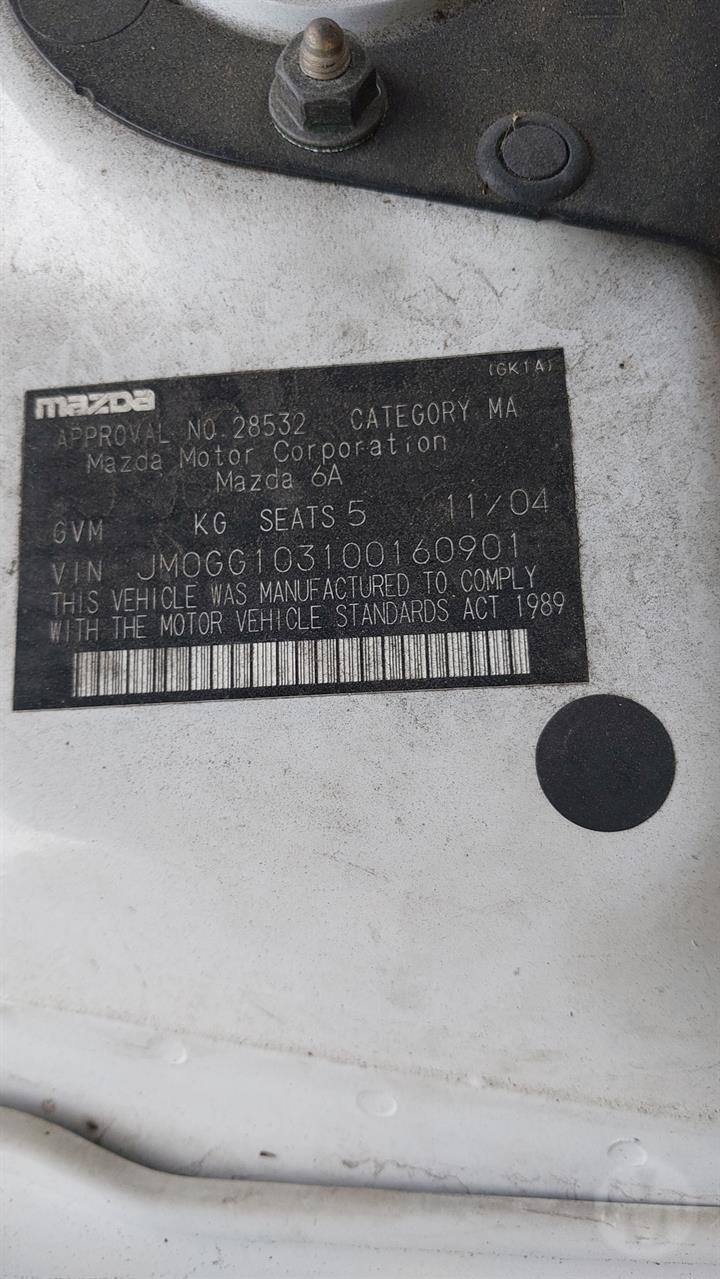 (GK1A)
mazda
APPROVAL NO. 28532 CATEGORY MA
Mazda Motor Corporation
Mazda 6A
GVM KG SEATS 5 11/04
VIN JM0GG103100160901
THIS VEHICLE WAS MANUFACTURED TO COMPLY
WITH THE MOTOR VEHICLE STANDARDS ACT 1989